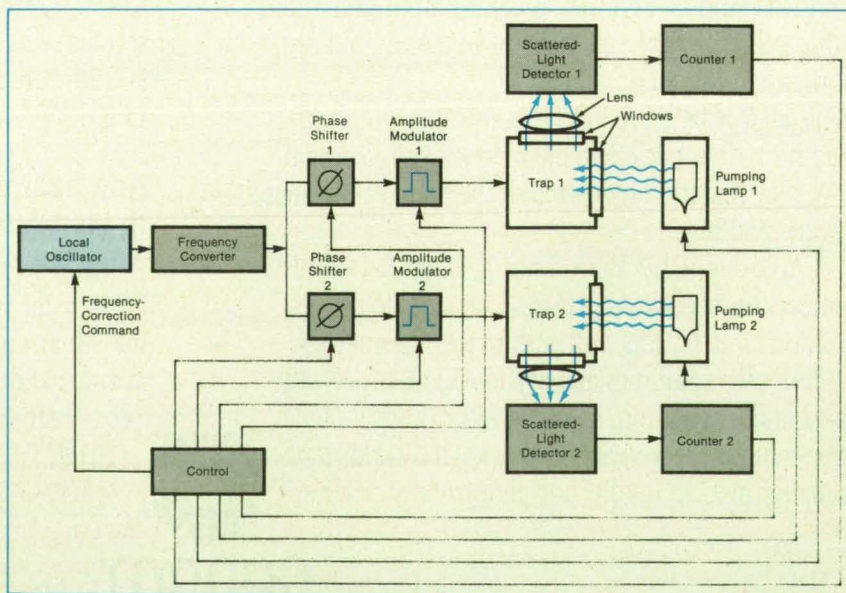 Scattered-
Light
Detector 1
Counter 1
Lens
Windows
Phase
Shifter
1
Amplitude
Modulator
1
Trap 1
Pumping
Lamp 1
Local
Oscillator
Frequency
Converter
Phase
Shifter
2
Amplitude
Modulator
2
Frequency-
Correction
Command
Trap 2
Pumping
Lamp 2
Scattered-
Light
Detector 2
Counter 2
Control